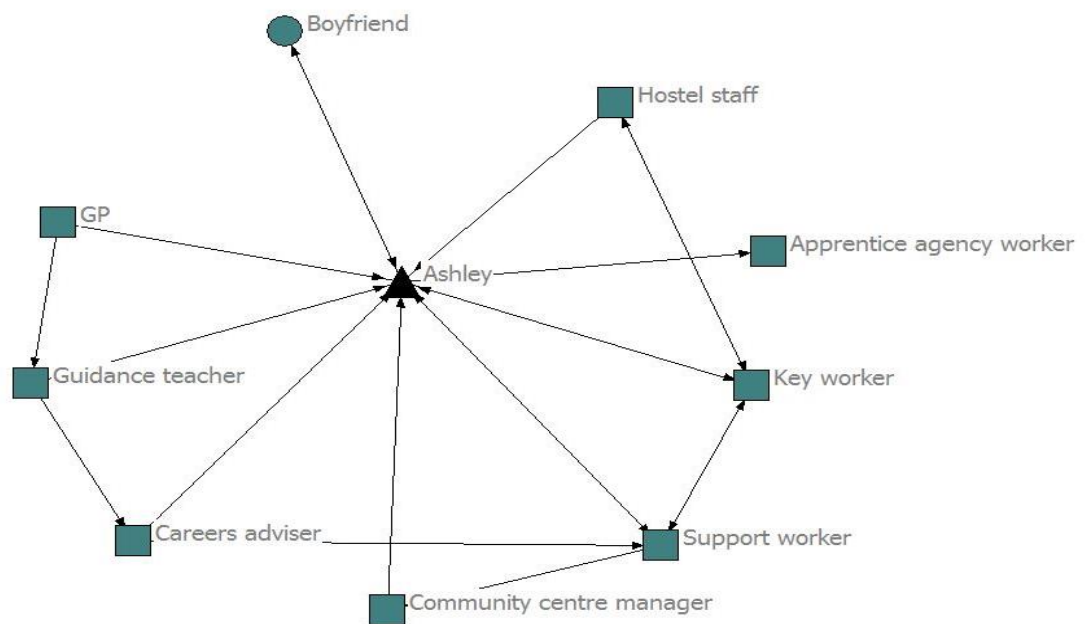 Boyfriend
Hostel staff
GP
Apprentice agency worker
Ashley
Guidance teacher
Key worker
Careers adviser
Support worker
Community centre manager